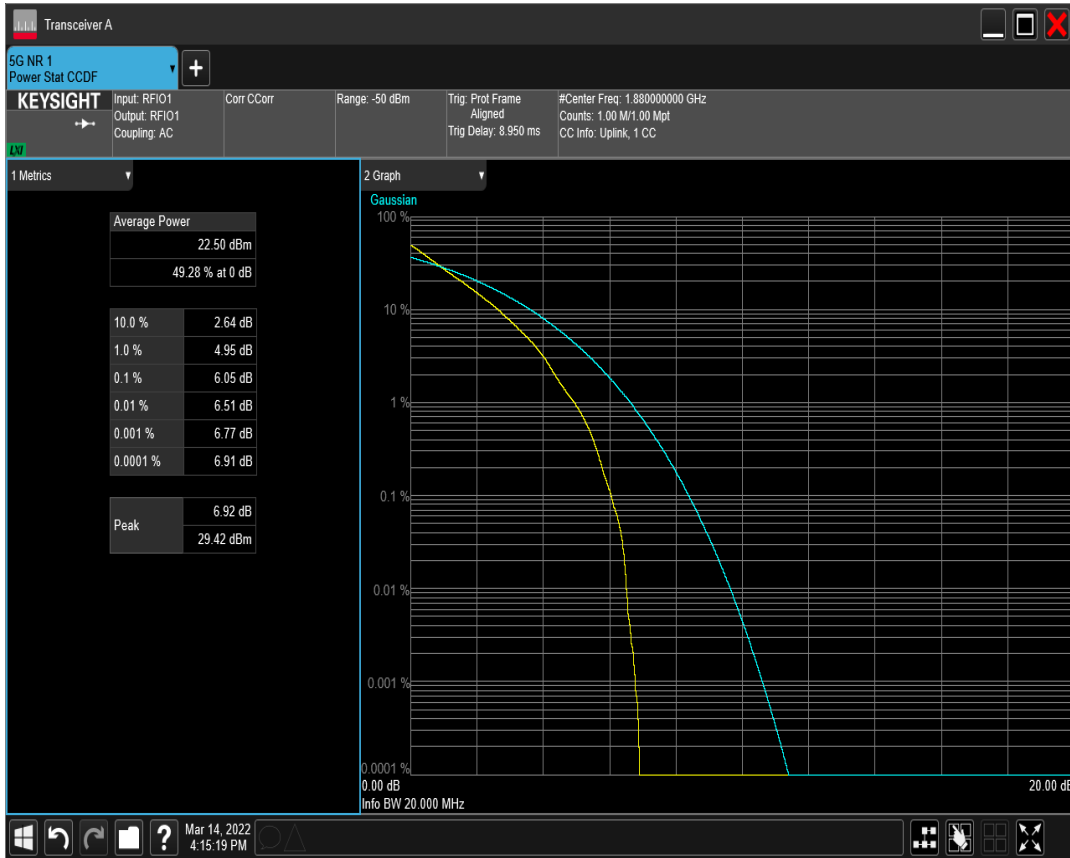 Transceiver A
5G NR 1
Power Stat CCDF
+
KEYSIGHT
LXI
Input: RFIO1
Output: RFIO1
Coupling: AC
Corr CCorr
Range: -50 dBm
Trig: Prot Frame
Aligned
Trig Delay: 8.950 ms
#Center Freq: 1.880000000 GHz
Counts: 1.00 M/1.00 Mpt
CC Info: Uplink, 1 CC
1 Metrics
Average Power
22.50 dBm
49.28 % at 0 dB
10.0 % 2.64 dB
1.0 % 4.95 dB
0.1 % 6.05 dB
0.01 % 6.51 dB
0.001 % 6.77 dB
0.0001 % 6.91 dB
Peak
6.92 dB
29.42 dBm
2 Graph
Gaussian
100 %
10 %
1 %
0.1 %
0.01 %
0.001 %
0.0001 %
0.00 dB 20.00 dB
Info BW 20.000 MHz
?
Mar 14, 2022
4:15:19 PM